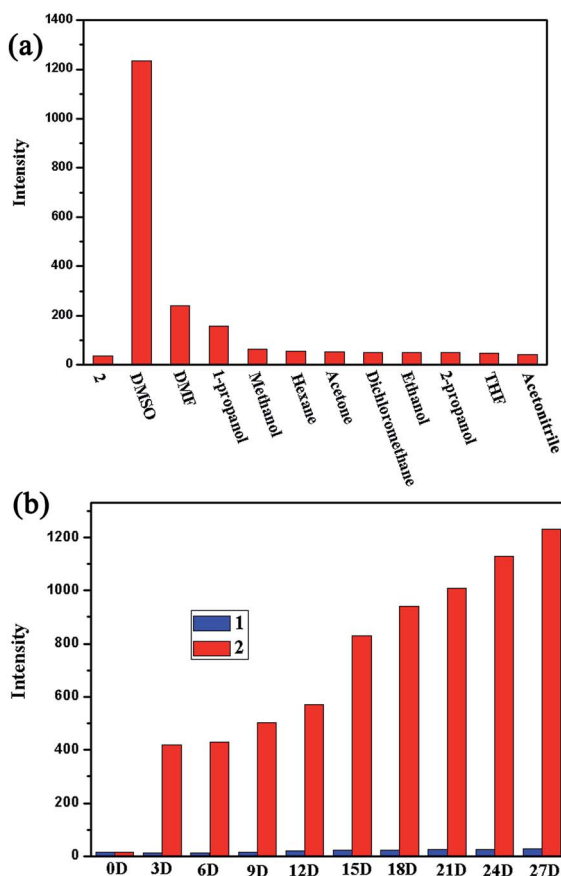 (a)
1400
1200
1000
800
600
400
200
0
Intensity
2
DMSO
DMF
1-propanol
Methanol
Hexane
Acetone
Dichloromethane
Ethanol
2-propanol
THF
Acetonitrile
(b)
1200
1000
800
600
400
200
0
Intensity
1
2
0D 3D 6D 9D 12D 15D 18D 21D 24D 27D